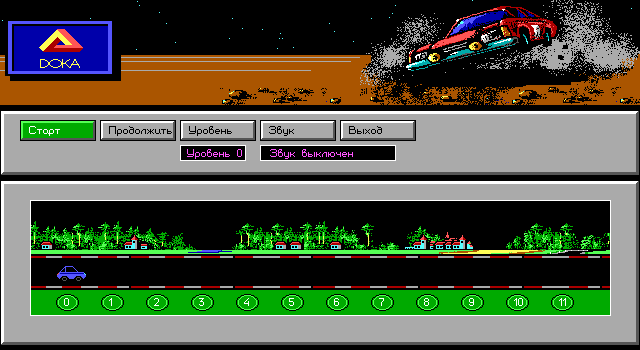 DOKA
Старт Продолжить Уровень Звук Выход
Уровень 0 Звук выключен
0 1 2 3 4 5 6 7 8 9 10 11